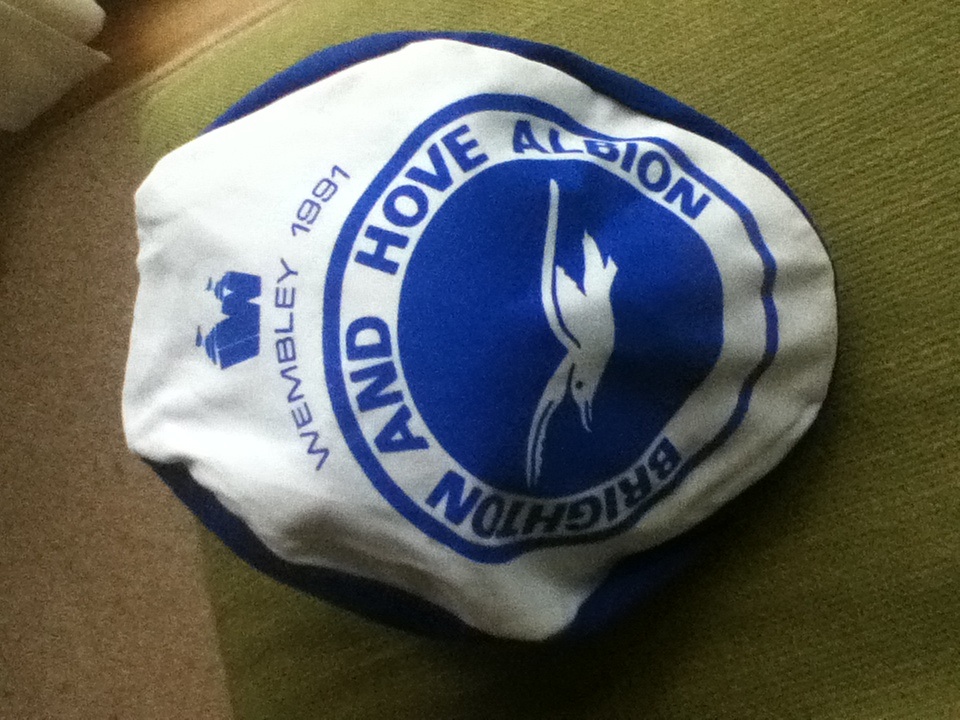 BRIGHTON AND HOVE ALBION
WEMBLEY 1991
W